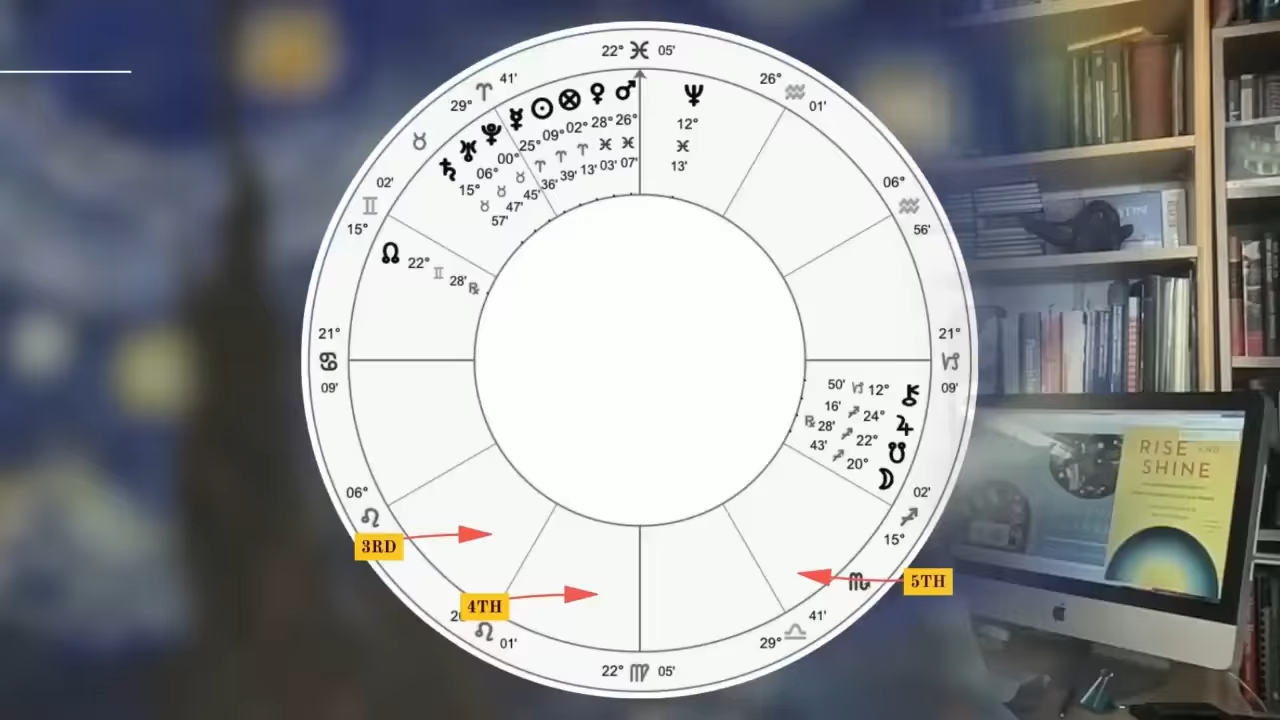 22° ♓ 05'
26° ♒ 01'
06° ♒ 56'
21° ♑ 09'
02' ♐ 15°
♏
41' ♎ 29°
22° ♍ 05'
♌ 01'
06° ♌
21° ♋ 09'
02' ♊ 15°
♉
29° ♈ 41'
♆ 12° ♓ 13'
♂ 26° ♓ 07'
♀ 28° ♓ 03'
⊗ 02° ♈ 13'
☉ 09° ♈ 39'
☿ 25° ♈ 36'
♇ 00° ♉ 45'
♅ 06° ♉ 47'
♄ 15° ♉ 57'
☊ 22° ♊ 28' ℞
50' ♑ 12° ⚷
16' ♐ 24° ♃
℞ 28' ♐ 22° ☋
43' ♐ 20° ☽
3RD
4TH
5TH
RISE AND
SHINE